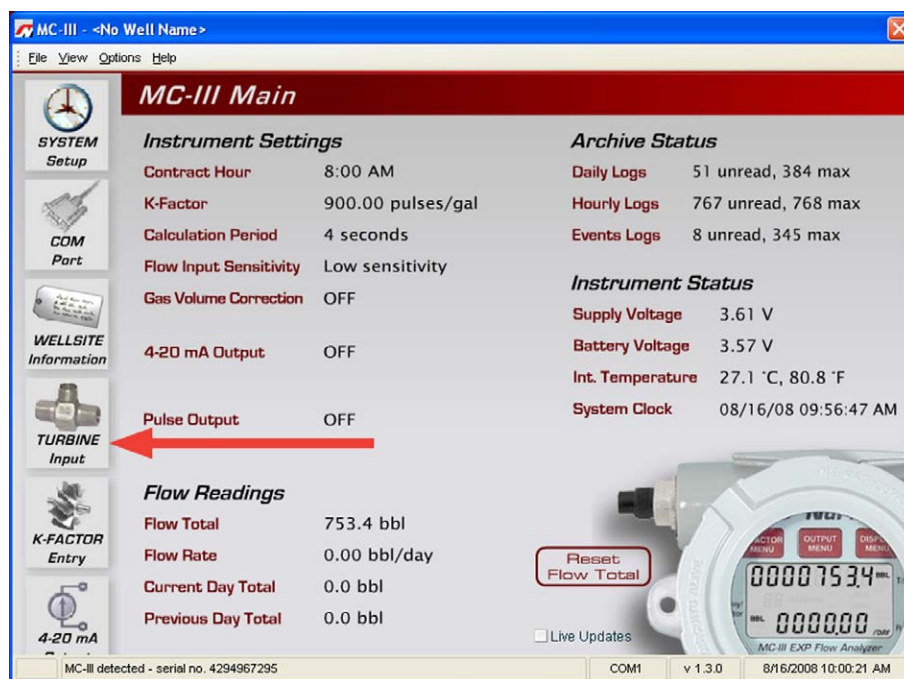 MC-III - <No Well Name>
File View Options Help
MC-III Main
SYSTEM
Setup
COM
Port
WELLSITE
Information
TURBINE
Input
K-FACTOR
Entry
4-20 mA
Instrument Settings
Contract Hour 8:00 AM
K-Factor 900.00 pulses/gal
Calculation Period 4 seconds
Flow Input Sensitivity Low sensitivity
Gas Volume Correction OFF
4-20 mA Output OFF
Pulse Output OFF
Flow Readings
Flow Total 753.4 bbl
Flow Rate 0.00 bbl/day
Current Day Total 0.0 bbl
Previous Day Total 0.0 bbl
Archive Status
Daily Logs 51 unread, 384 max
Hourly Logs 767 unread, 768 max
Events Logs 8 unread, 345 max
Instrument Status
Supply Voltage 3.61 V
Battery Voltage 3.57 V
Int. Temperature 27.1 °C, 80.8 °F
System Clock 08/16/08 09:56:47 AM
Reset
Flow Total
Live Updates
OUTPUT
MENU
MENU
MENU
0000753.4 BBL
BBL 0000.00 /DAY
MC-III EXP Flow Analyzer
MC-III detected - serial no. 4294967295 COM1 v 1.3.0 8/16/2008 10:00:21 AM